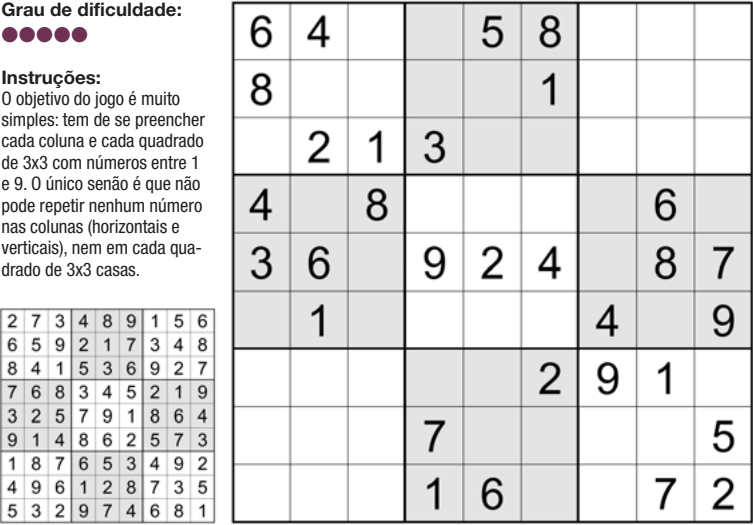 Grau de dificuldade:
Instruções:
O objetivo do jogo é muito
simples: tem de se preencher
cada coluna e cada quadrado
de 3x3 com números entre 1
e 9. O único senão é que não
pode repetir nenhum número
nas colunas (horizontais e
verticais), nem em cada qua-
drado de 3x3 casas.
2 7 3 4 8 9 1 5 6
6 5 9 2 1 7 3 4 8
8 4 1 5 3 6 9 2 7
7 6 8 3 4 5 2 1 9
3 2 5 7 9 1 8 6 4
9 1 4 8 6 2 5 7 3
1 8 7 6 5 3 4 9 2
4 9 6 1 2 8 7 3 5
5 3 2 9 7 4 6 8 1
6 4 5 8
8 1
2 1 3
4 8 6
3 6 9 2 4 8 7
1 4 9
2 9 1
7 5
1 6 7 2